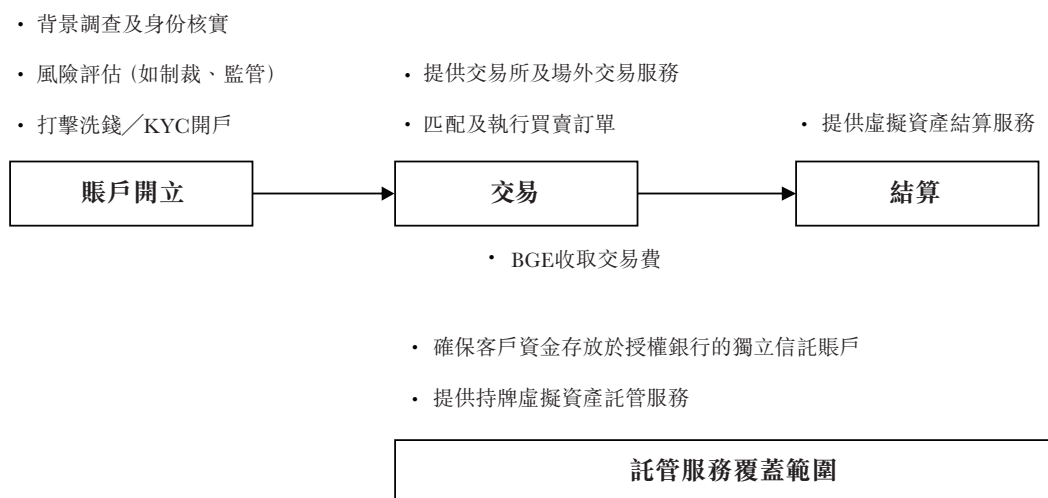 • 背景調查及身份核實
• 風險評估（如制裁、監管）
• 打擊洗錢╱KYC開戶
賬戶開立
• 提供交易所及場外交易服務
• 匹配及執行買賣訂單
交易
• BGE收取交易費
• 提供虛擬資產結算服務
結算
• 確保客戶資金存放於授權銀行的獨立信託賬戶
• 提供持牌虛擬資產託管服務
託管服務覆蓋範圍